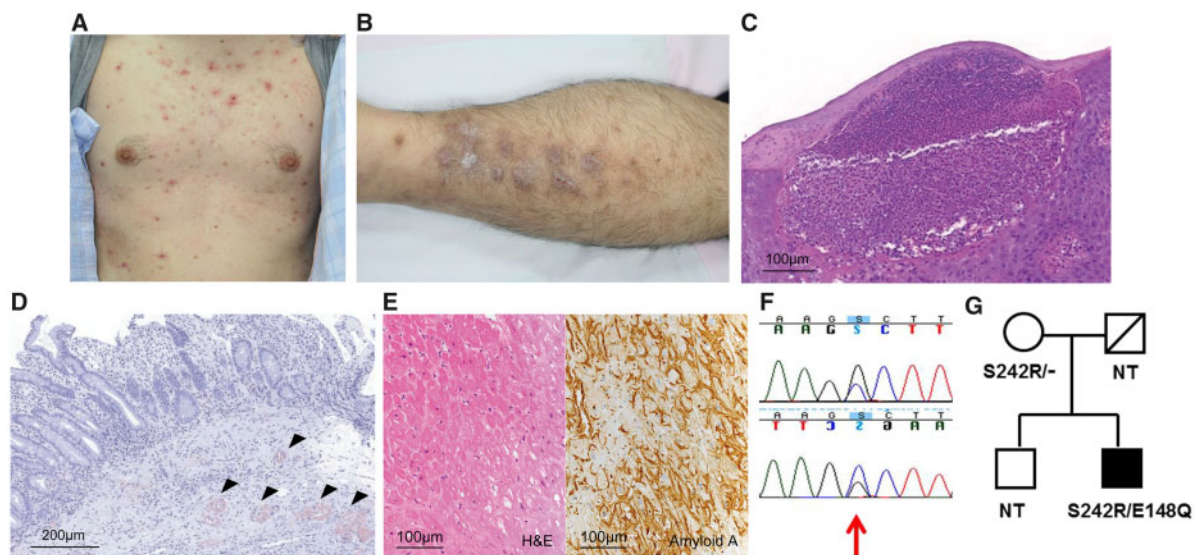 A
B
C
100μm
D
200μm
E
100μm
H&E
100μm
Amyloid A
F
A A G S C T T
A A G S C T T
A A G S C T T
T T C S G A A
G
S242R/-
NT
NT
S242R/E148Q